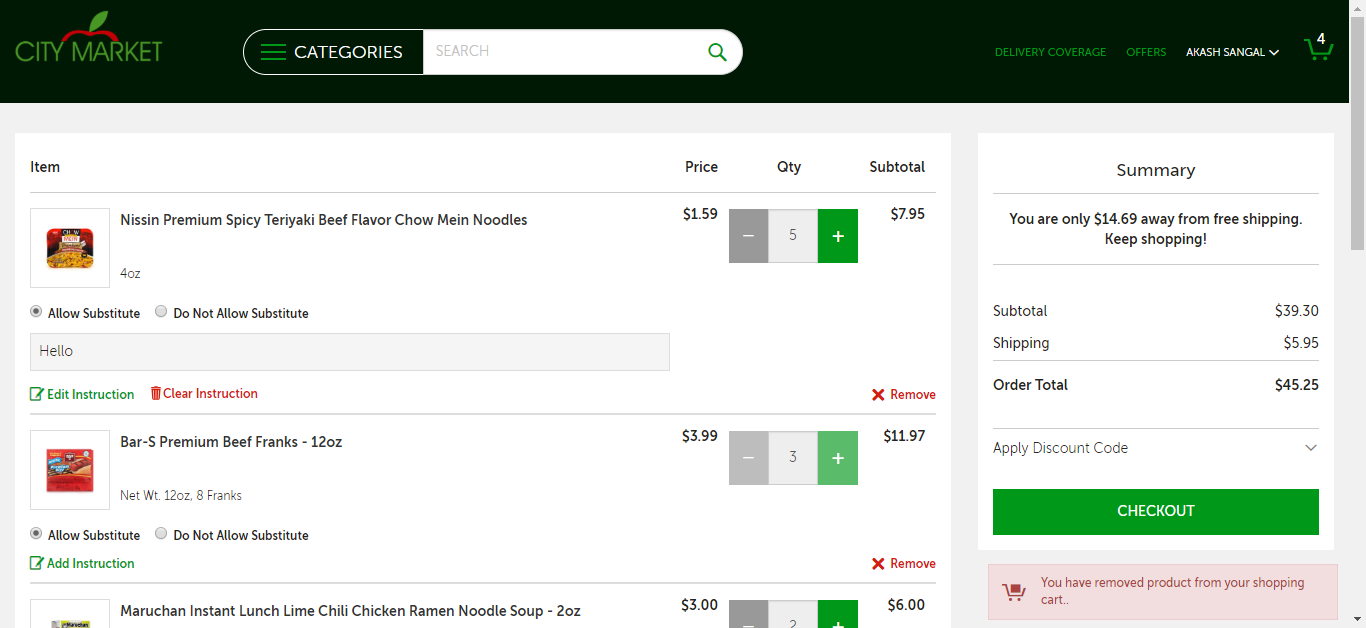 CITY MARKET
CATEGORIES
SEARCH
DELIVERY COVERAGE
OFFERS
AKASH SANGAL
4
Item Price Qty Subtotal
Nissin Premium Spicy Teriyaki Beef Flavor Chow Mein Noodles
$1.59
− 5 +
$7.95
4oz
Allow Substitute Do Not Allow Substitute
Hello
Edit Instruction Clear Instruction Remove
Bar-S Premium Beef Franks - 12oz
$3.99
− 3 +
$11.97
Net Wt. 12oz, 8 Franks
Allow Substitute Do Not Allow Substitute
Add Instruction Remove
Maruchan Instant Lunch Lime Chili Chicken Ramen Noodle Soup - 2oz
$3.00
− 2 +
$6.00
Maruchan
Summary
You are only $14.69 away from free shipping.
Keep shopping!
Subtotal $39.30
Shipping $5.95
Order Total $45.25
Apply Discount Code
CHECKOUT
You have removed product from your shopping
cart..